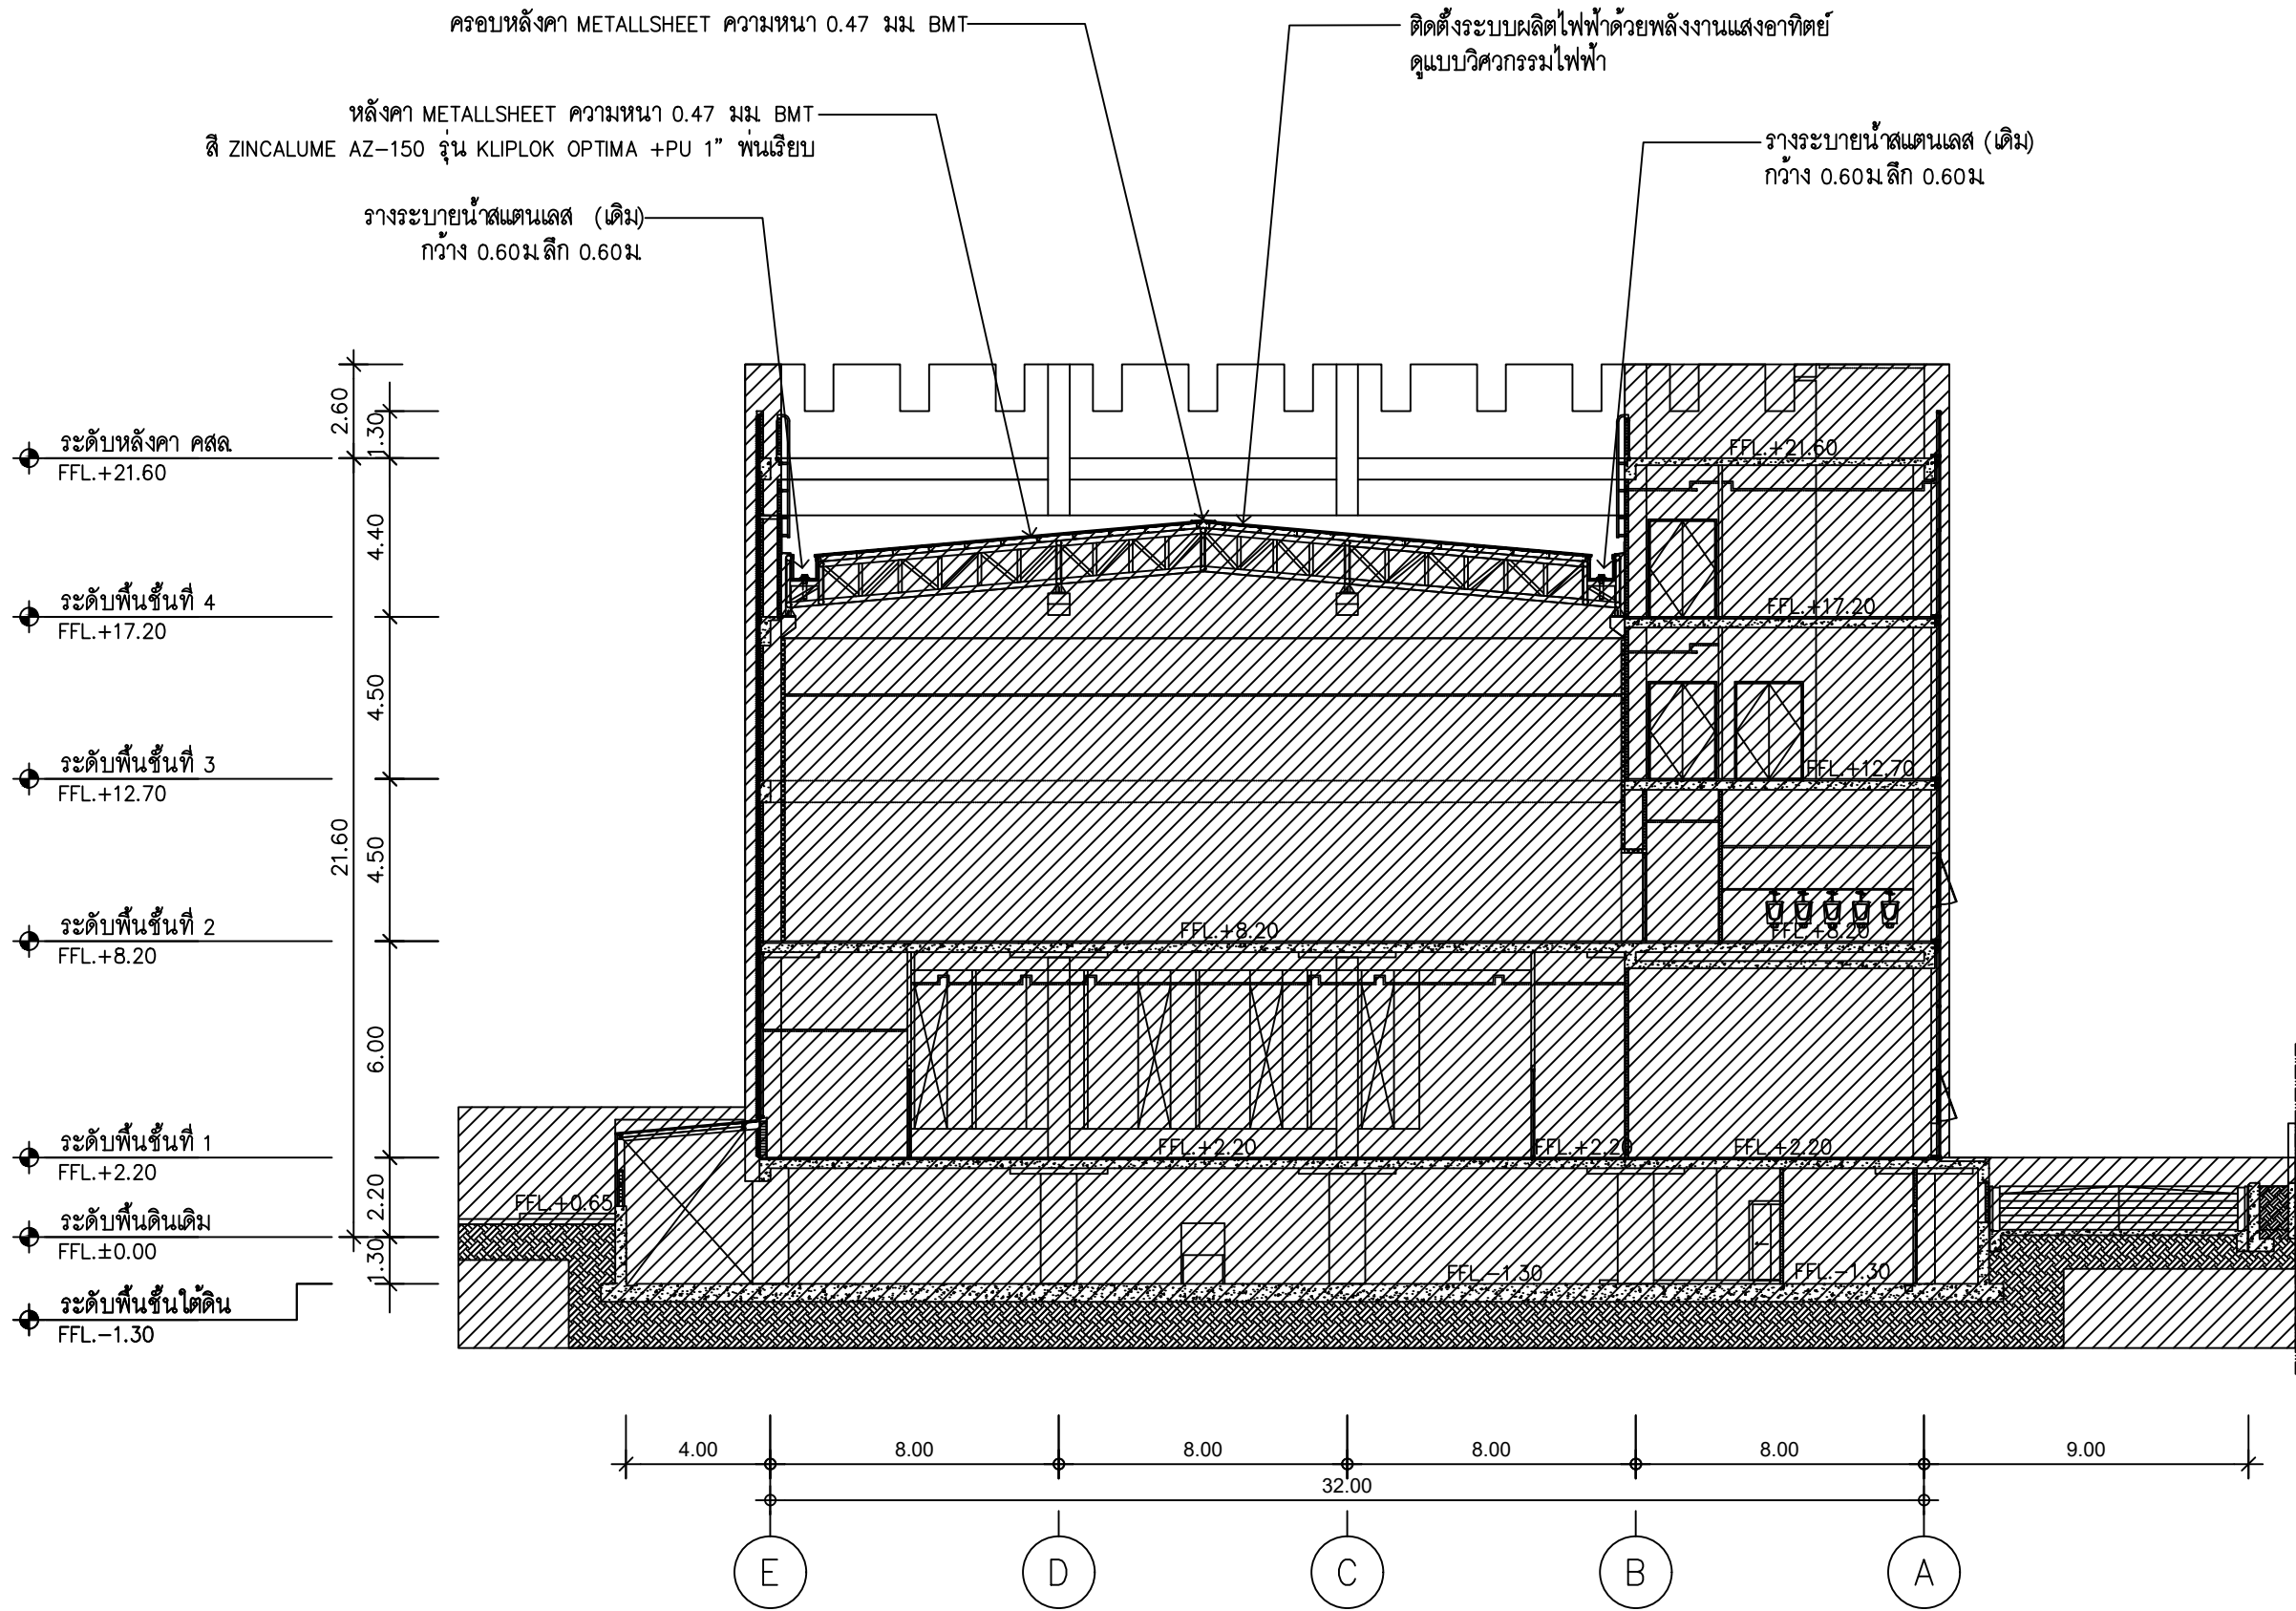 ครอบหลังคา METALLSHEET ความหนา 0.47 มม. BMT
ติดตั้งระบบผลิตไฟฟ้าด้วยพลังงานแสงอาทิตย์
ดูแบบวิศวกรรมไฟฟ้า
หลังคา METALLSHEET ความหนา 0.47 มม. BMT
สี ZINCALUME AZ-150 รุ่น KLIPLOK OPTIMA +PU 1" พ่นเรียบ
รางระบายน้ำสแตนเลส (เดิม)
กว้าง 0.60ม.ลึก 0.60ม.
รางระบายน้ำสแตนเลส (เดิม)
กว้าง 0.60ม.ลึก 0.60ม.
2.60
1.30
ระดับหลังคา คสล.
FFL.+21.60
FFL.+21.60
4.40
ระดับพื้นชั้นที่ 4
FFL.+17.20
FFL.+17.20
4.50
ระดับพื้นชั้นที่ 3
FFL.+12.70
FFL.+12.70
21.60
4.50
ระดับพื้นชั้นที่ 2
FFL.+8.20
FFL.+8.20
FFL.+8.20
6.00
ระดับพื้นชั้นที่ 1
FFL.+2.20
FFL.+2.20
FFL.+2.20
FFL.+2.20
2.20
FFL.+0.65
ระดับพื้นดินเดิม
FFL.±0.00
1.30
FFL.-1.30
FFL.-1.30
ระดับพื้นชั้นใต้ดิน
FFL.-1.30
4.00
8.00
8.00
8.00
8.00
9.00
32.00
E
D
C
B
A